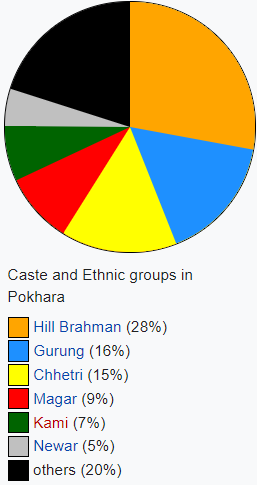 Caste and Ethnic groups in
Pokhara
Hill Brahman (28%)
Gurung (16%)
Chhetri (15%)
Magar (9%)
Kami (7%)
Newar (5%)
others (20%)